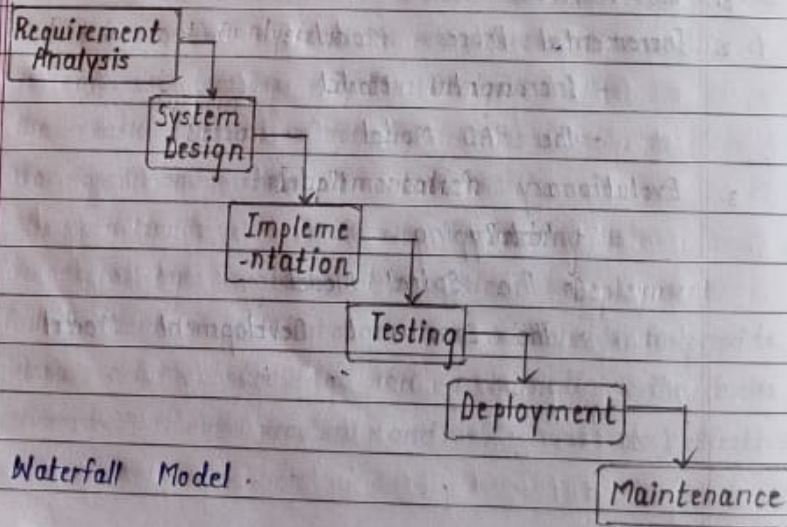 Requirement
Analysis
System
Design
Impleme
-ntation
Testing
Deployment
Waterfall Model.
Maintenance